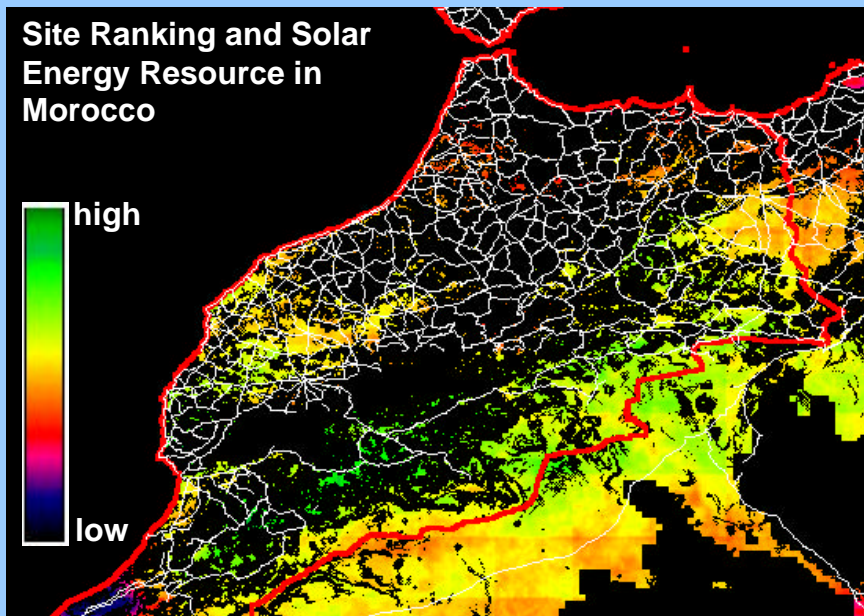 Site Ranking and Solar
Energy Resource in
Morocco
high
low